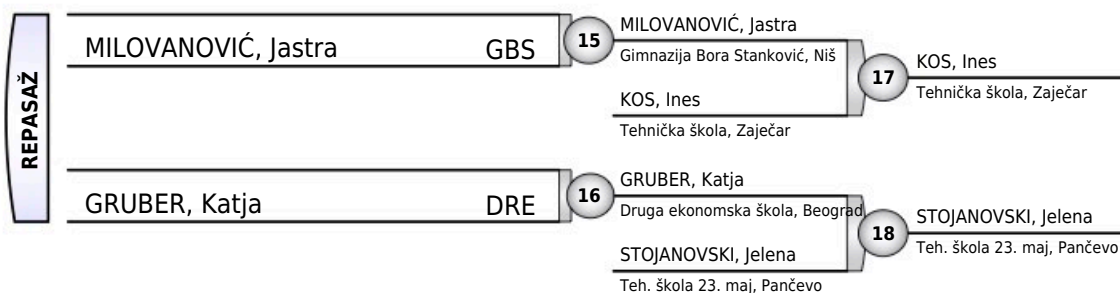 REPASAŽ
MILOVANOVIĆ, Jastra GBS
15
MILOVANOVIĆ, Jastra
Gimnazija Bora Stanković, Niš
KOS, Ines
Tehnička škola, Zaječar
17
KOS, Ines
Tehnička škola, Zaječar
GRUBER, Katja DRE
16
GRUBER, Katja
Druga ekonomska škola, Beograd
STOJANOVSKI, Jelena
Teh. škola 23. maj, Pančevo
18
STOJANOVSKI, Jelena
Teh. škola 23. maj, Pančevo